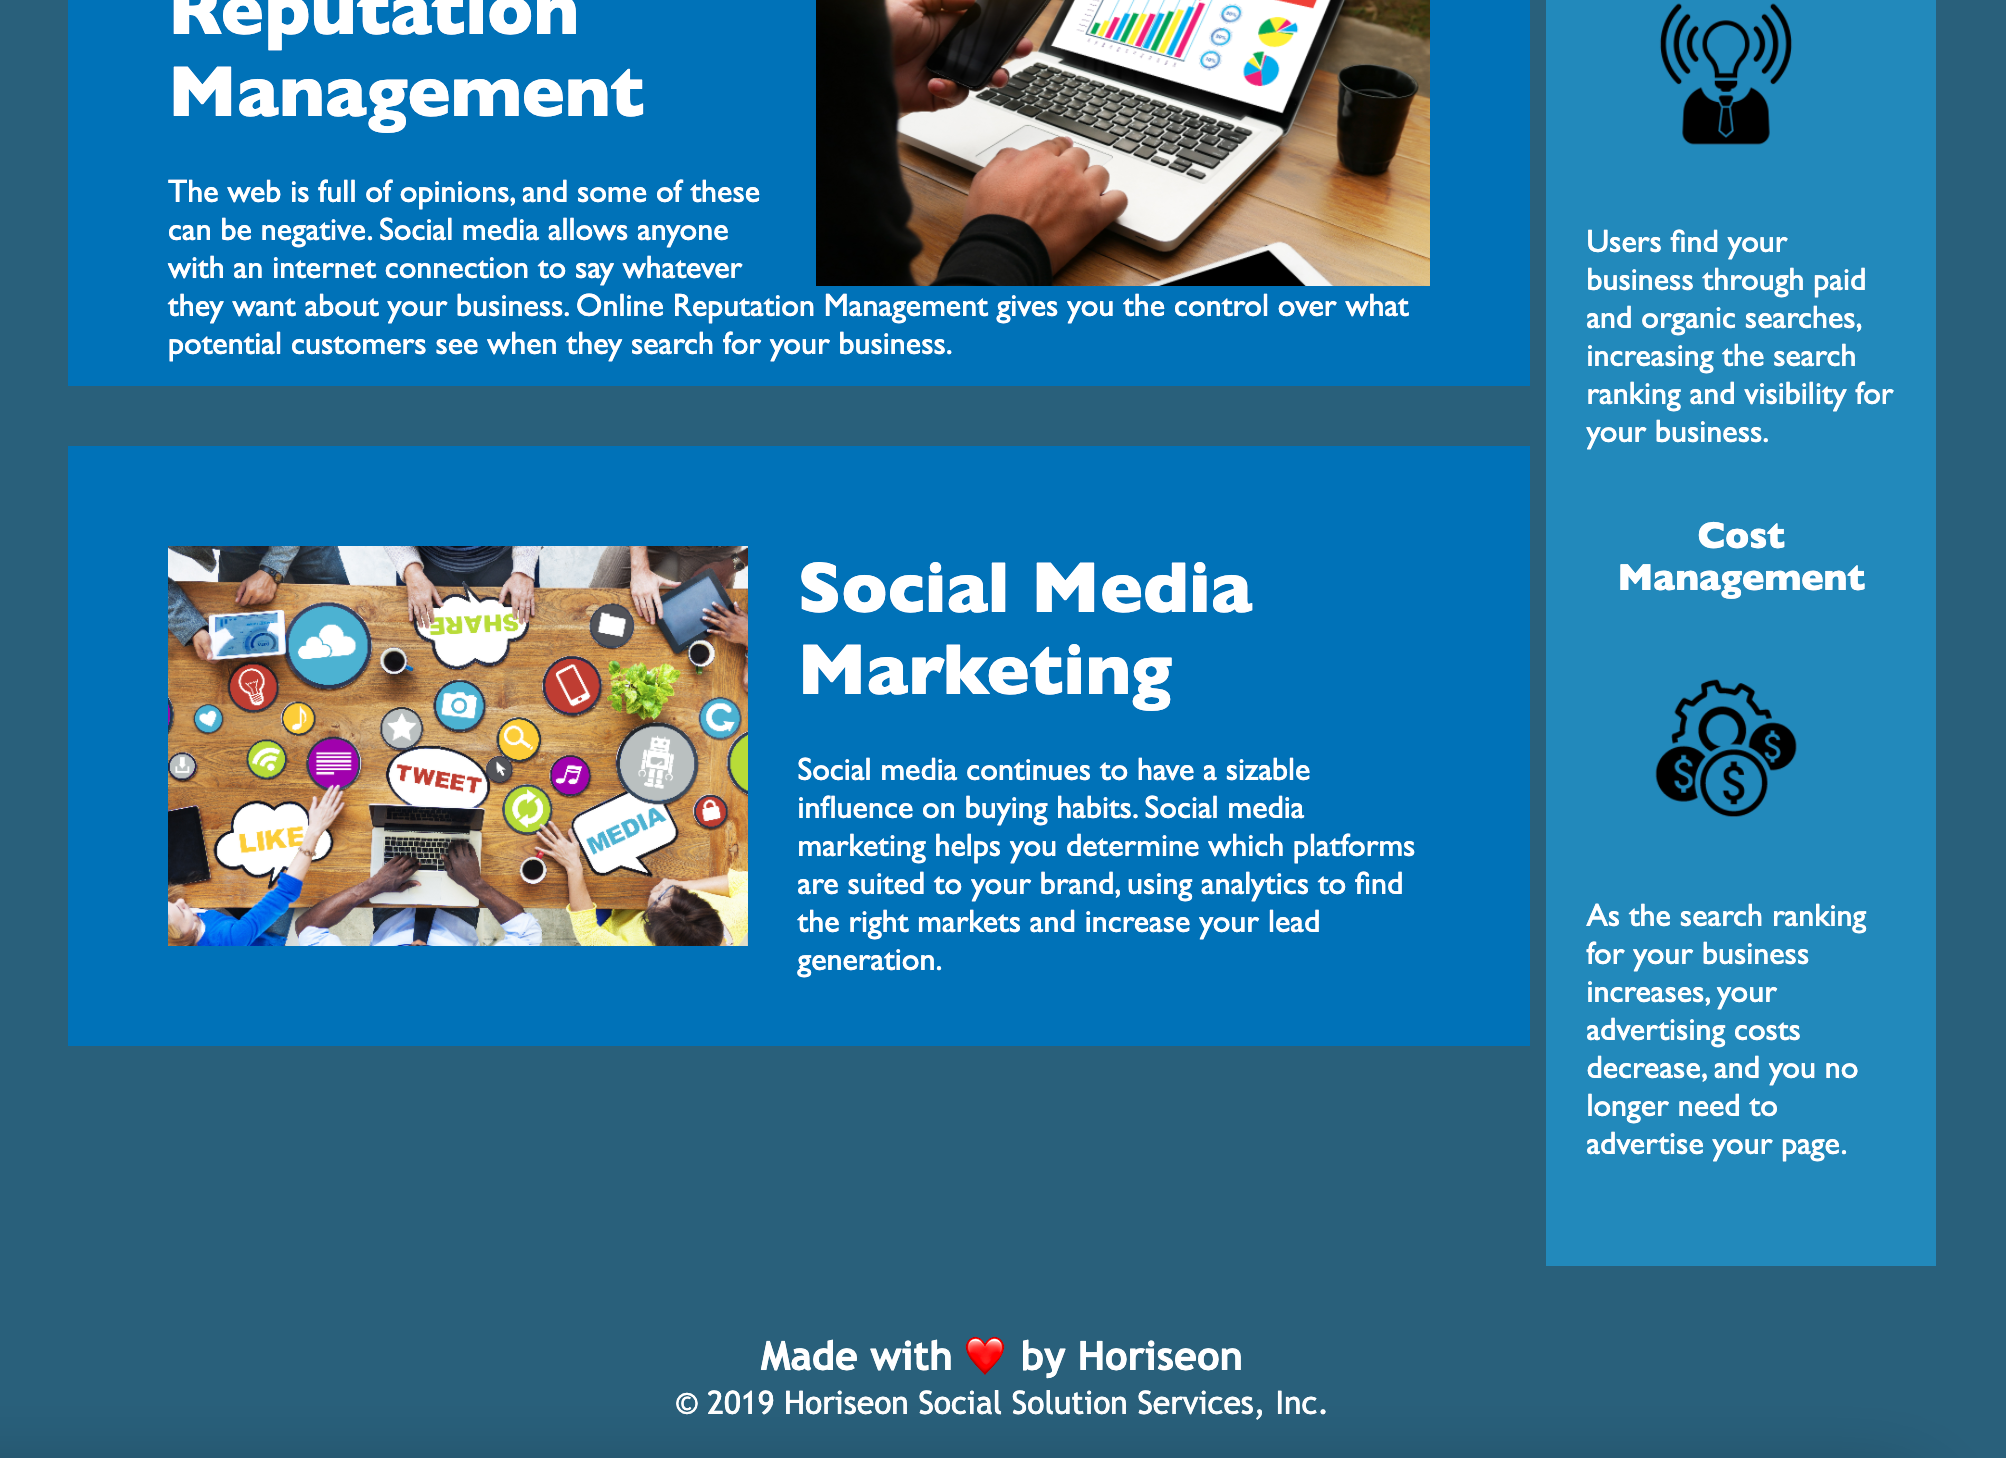 Reputation
Management
The web is full of opinions, and some of these
can be negative. Social media allows anyone
with an internet connection to say whatever
they want about your business. Online Reputation Management gives you the control over what
potential customers see when they search for your business.
SHARE
TWEET
LIKE
MEDIA
Social Media
Marketing
Social media continues to have a sizable
influence on buying habits. Social media
marketing helps you determine which platforms
are suited to your brand, using analytics to find
the right markets and increase your lead
generation.
Users find your
business through paid
and organic searches,
increasing the search
ranking and visibility for
your business.
Cost
Management
$
$
$
As the search ranking
for your business
increases, your
advertising costs
decrease, and you no
longer need to
advertise your page.
Made with ❤️ by Horiseon
© 2019 Horiseon Social Solution Services, Inc.